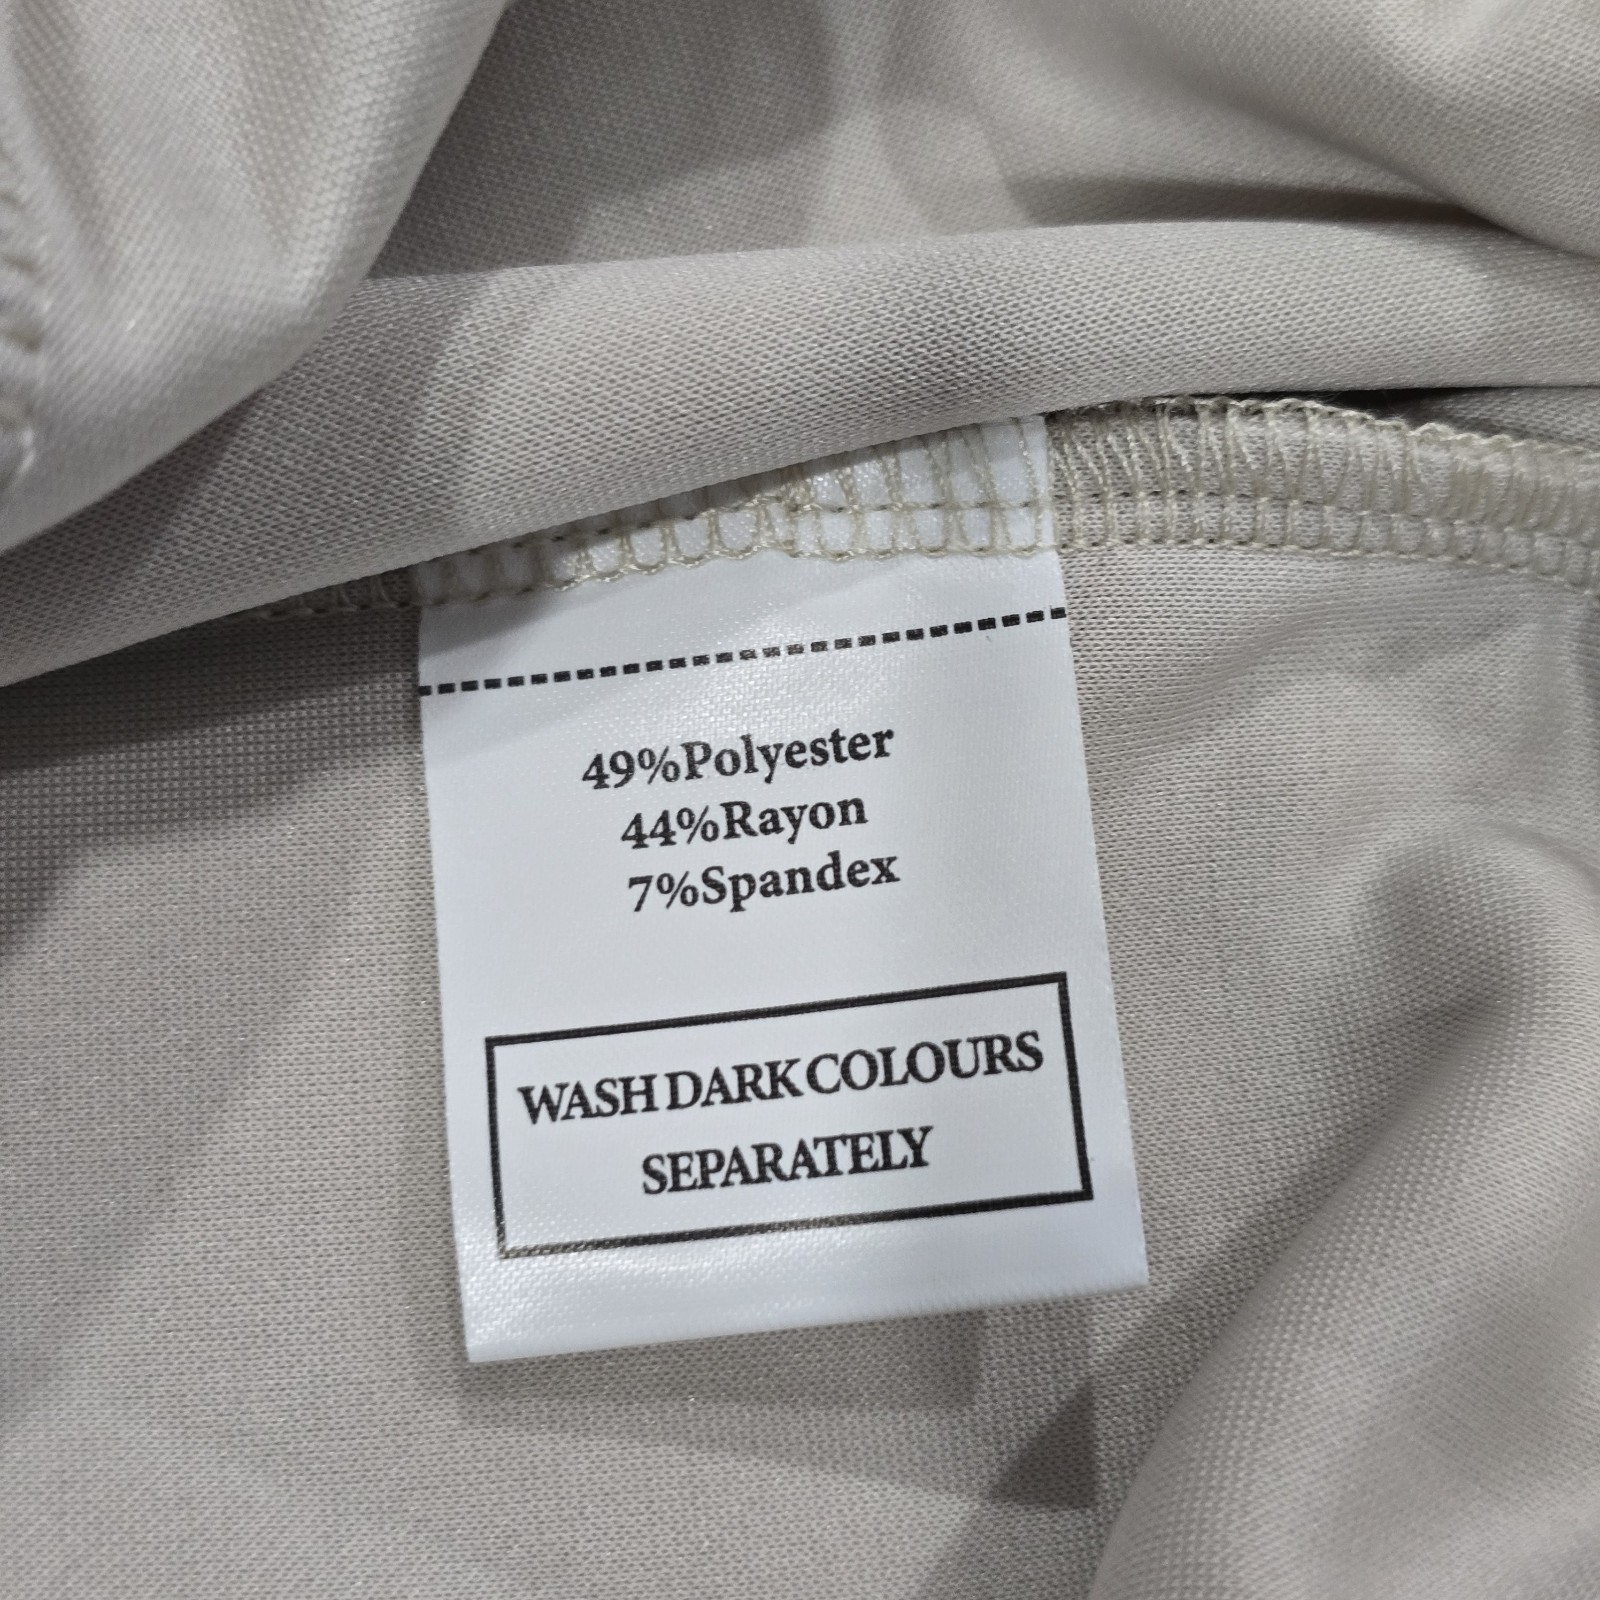 49%Polyester
44%Rayon
7%Spandex
WASH DARK COLOURS
SEPARATELY